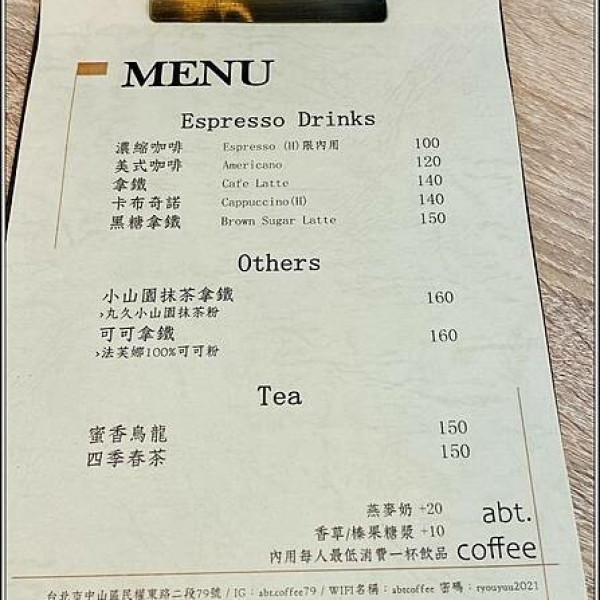 MENU
Espresso Drinks
濃縮咖啡 Espresso (H)限內用 100
美式咖啡 Americano 120
拿鐵 Cafe Latte 140
卡布奇諾 Cappuccino(H) 140
黑糖拿鐵 Brown Sugar Latte 150
Others
小山園抹茶拿鐵 160
›丸久小山園抹茶粉
可可拿鐵 160
›法芙娜100%可可粉
Tea
蜜香烏龍 150
四季春茶 150
燕麥奶 +20
香草/榛果糖漿 +10
內用每人最低消費一杯飲品
abt.
coffee
台北市中山區民權東路二段79號 / IG : abt.coffee79 / WIFI名稱 : abtcoffee 密碼 : ryouyuu2021